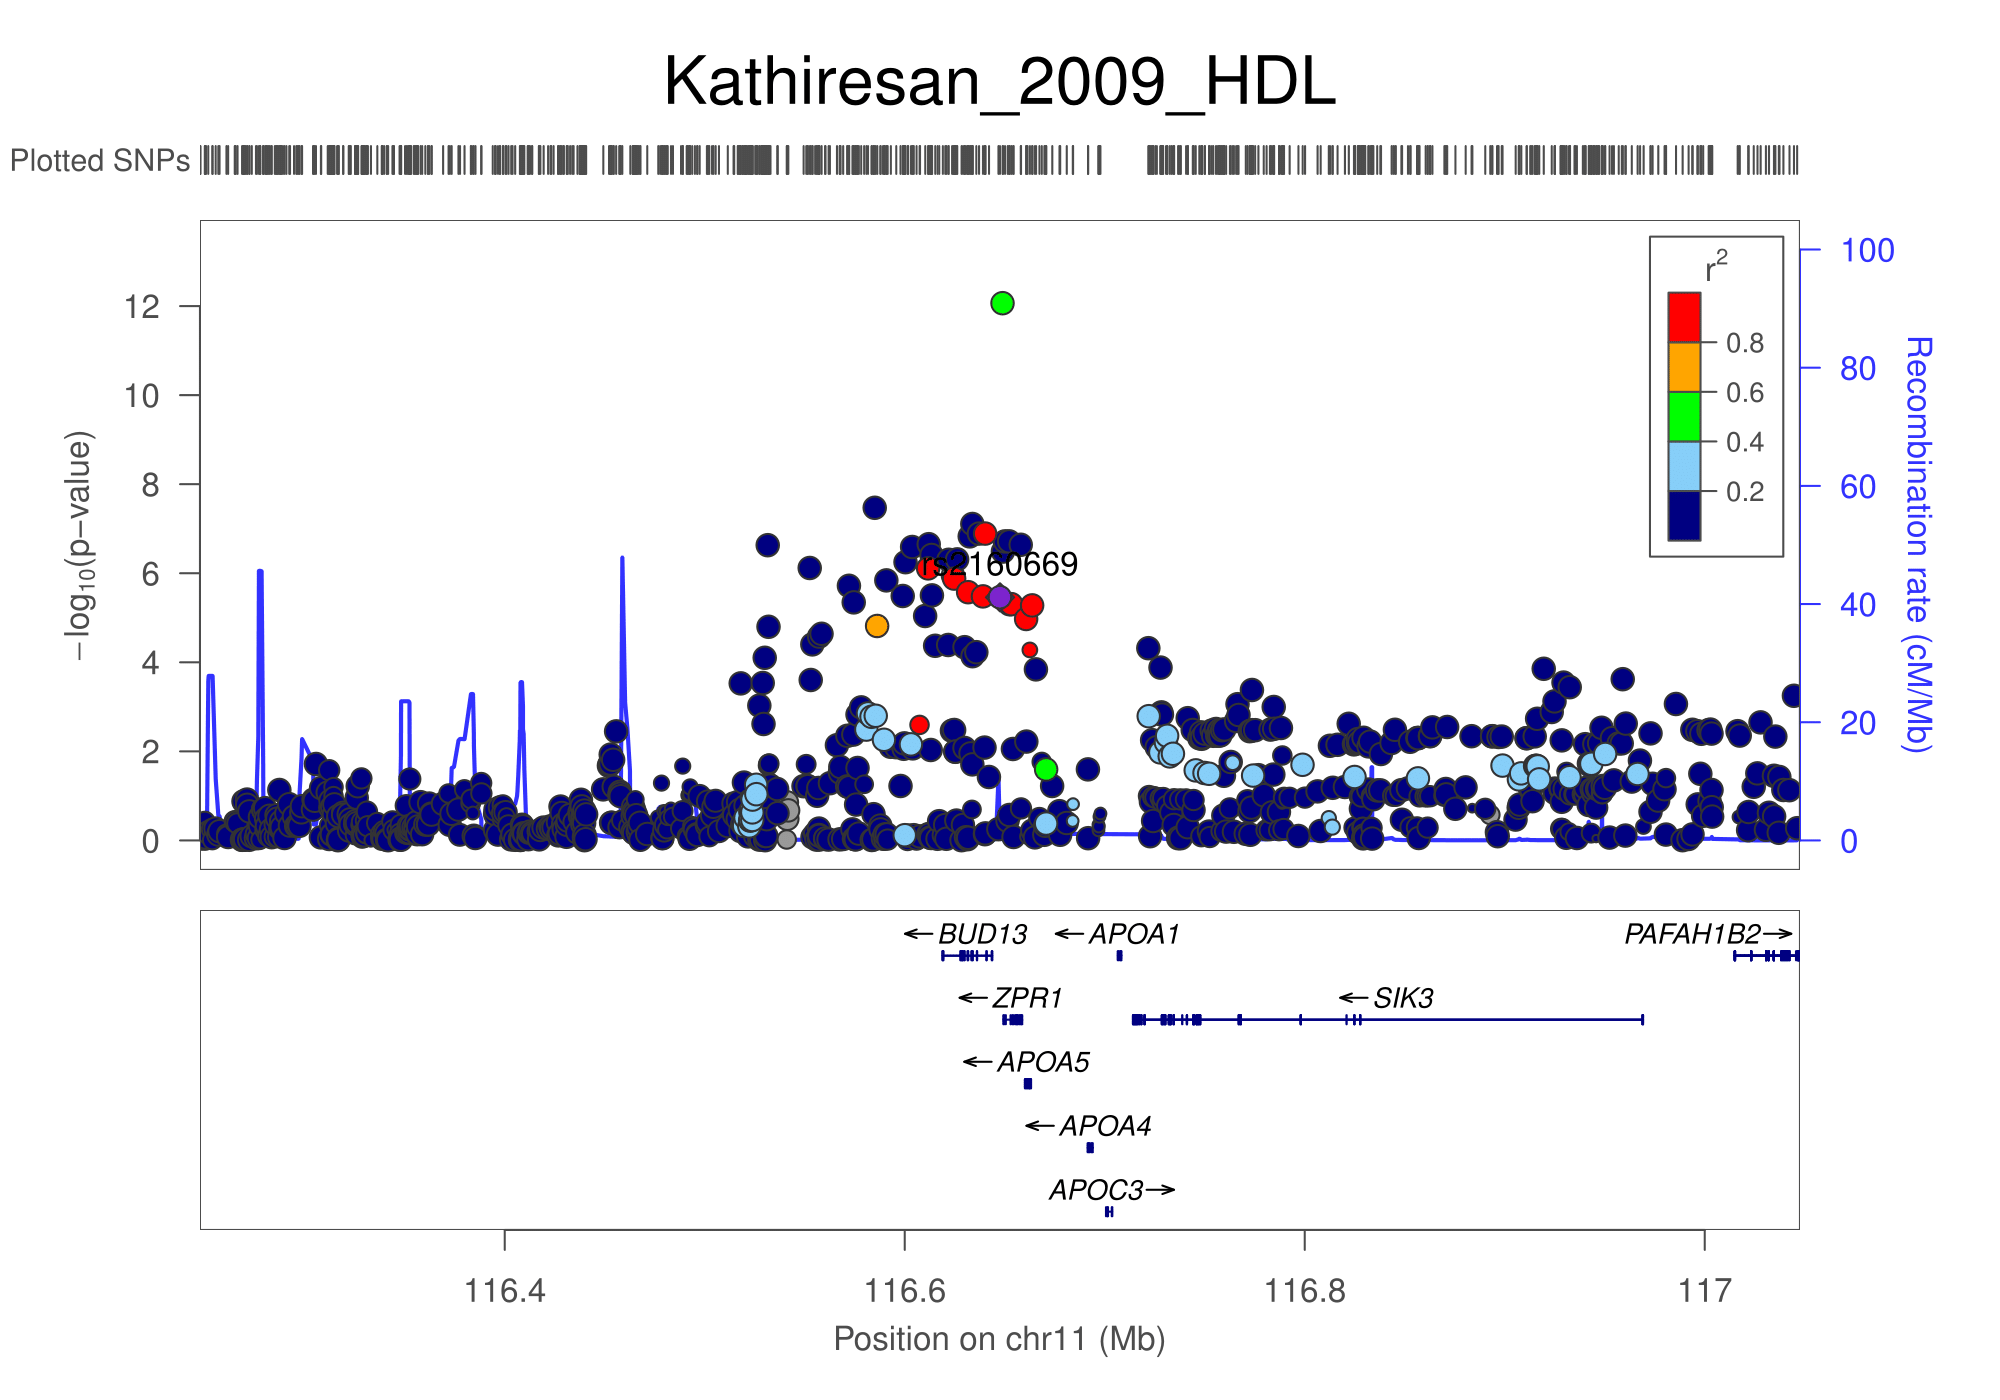 Kathiresan_2009_HDL
Plotted SNPs
r2
0.8
0.6
0.4
0.2
12
10
8
6
4
2
0
−log10(p−value)
100
80
60
40
20
0
Recombination rate (cM/Mb)
rs2160669
BUD13
APOA1
PAFAH1B2
ZPR1
SIK3
APOA5
APOA4
APOC3
116.4 116.6 116.8 117
Position on chr11 (Mb)